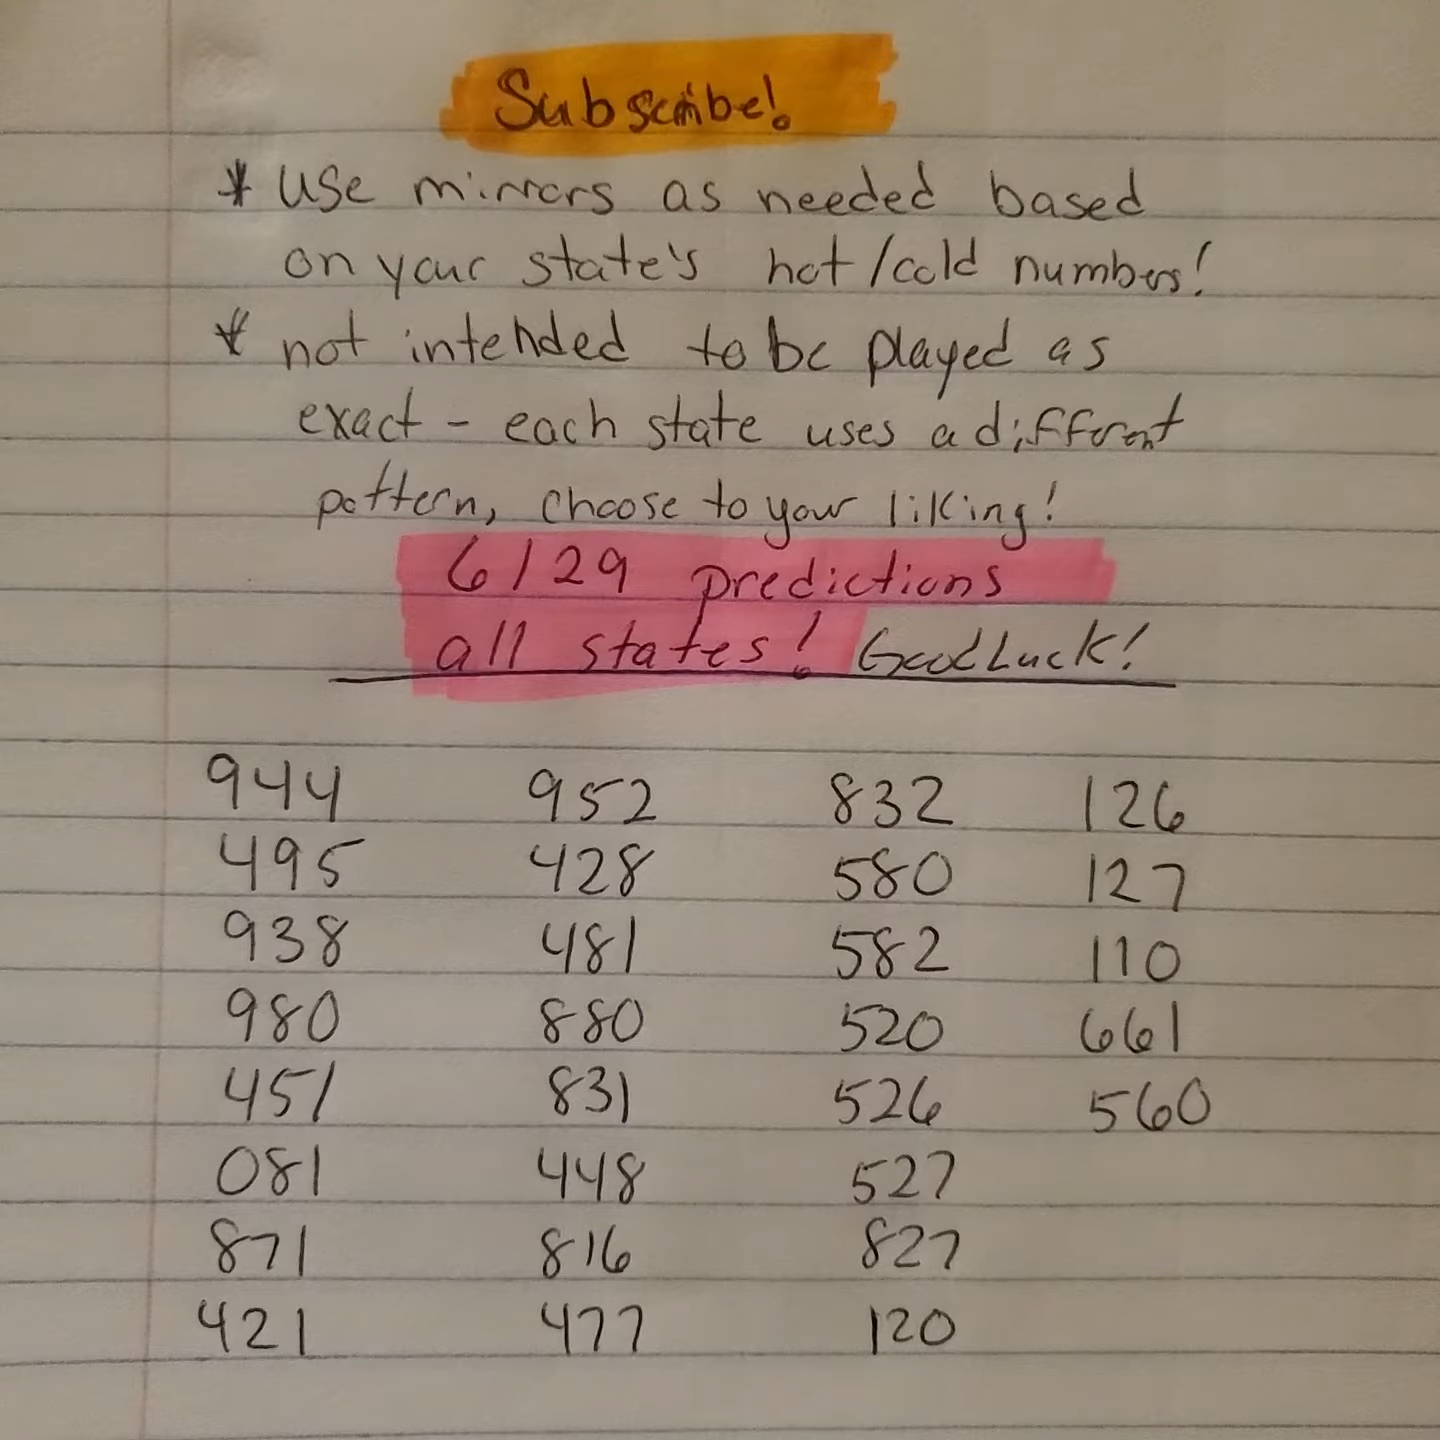 Subscribe!
* Use mirrors as needed based
on your state's hot/cold numbers!
* not intended to be played as
exact - each state uses a different
pattern, choose to your liking!
6/29 predictions
all states! Good Luck!
944 952 832 126
495 428 580 127
938 481 582 110
980 880 520 661
451 831 526 560
081 448 527
871 816 827
421 477 120